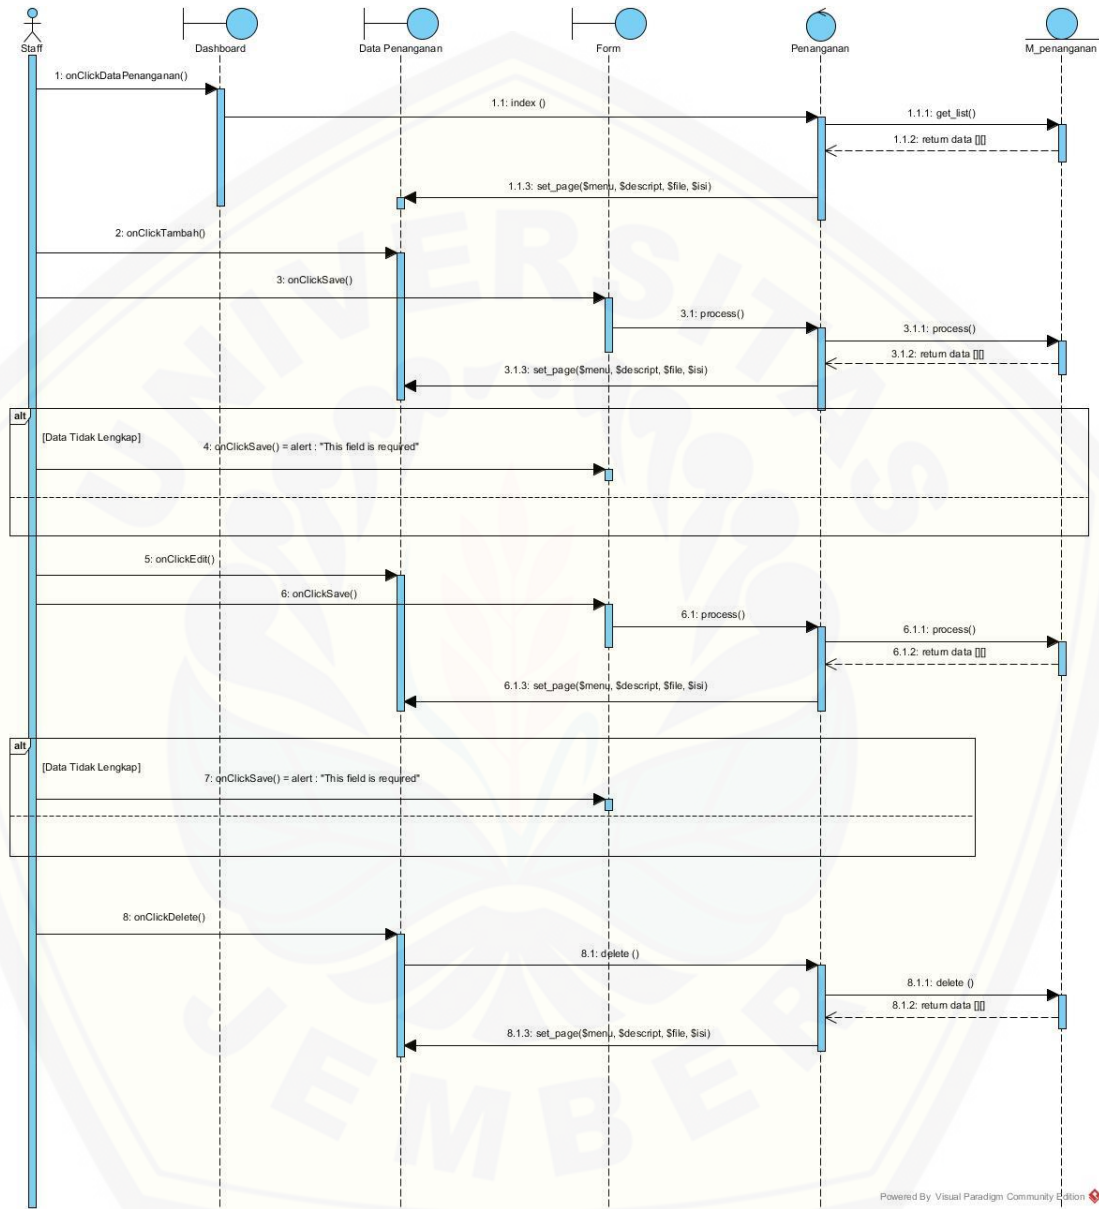 Staff
Dashboard
Data Penanganan
Form
Penanganan
M_penanganan
1: onClickDataPenanganan()
1.1: index ()
1.1.1: get_list()
1.1.2: return data [][]
1.1.3: set_page($menu, $descript, $file, $isi)
2: onClickTambah()
3: onClickSave()
3.1: process()
3.1.1: process()
3.1.2: return data [][]
3.1.3: set_page($menu, $descript, $file, $isi)
alt
[Data Tidak Lengkap]
4: onClickSave() = alert : "This field is required"
5: onClickEdit()
6: onClickSave()
6.1: process()
6.1.1: process()
6.1.2: return data [][]
6.1.3: set_page($menu, $descript, $file, $isi)
alt
[Data Tidak Lengkap]
7: onClickSave() = alert : "This field is required"
8: onClickDelete()
8.1: delete ()
8.1.1: delete ()
8.1.2: return data [][]
8.1.3: set_page($menu, $descript, $file, $isi)
UNIVERSITAS
JEMBER
Powered By Visual Paradigm Community Edition